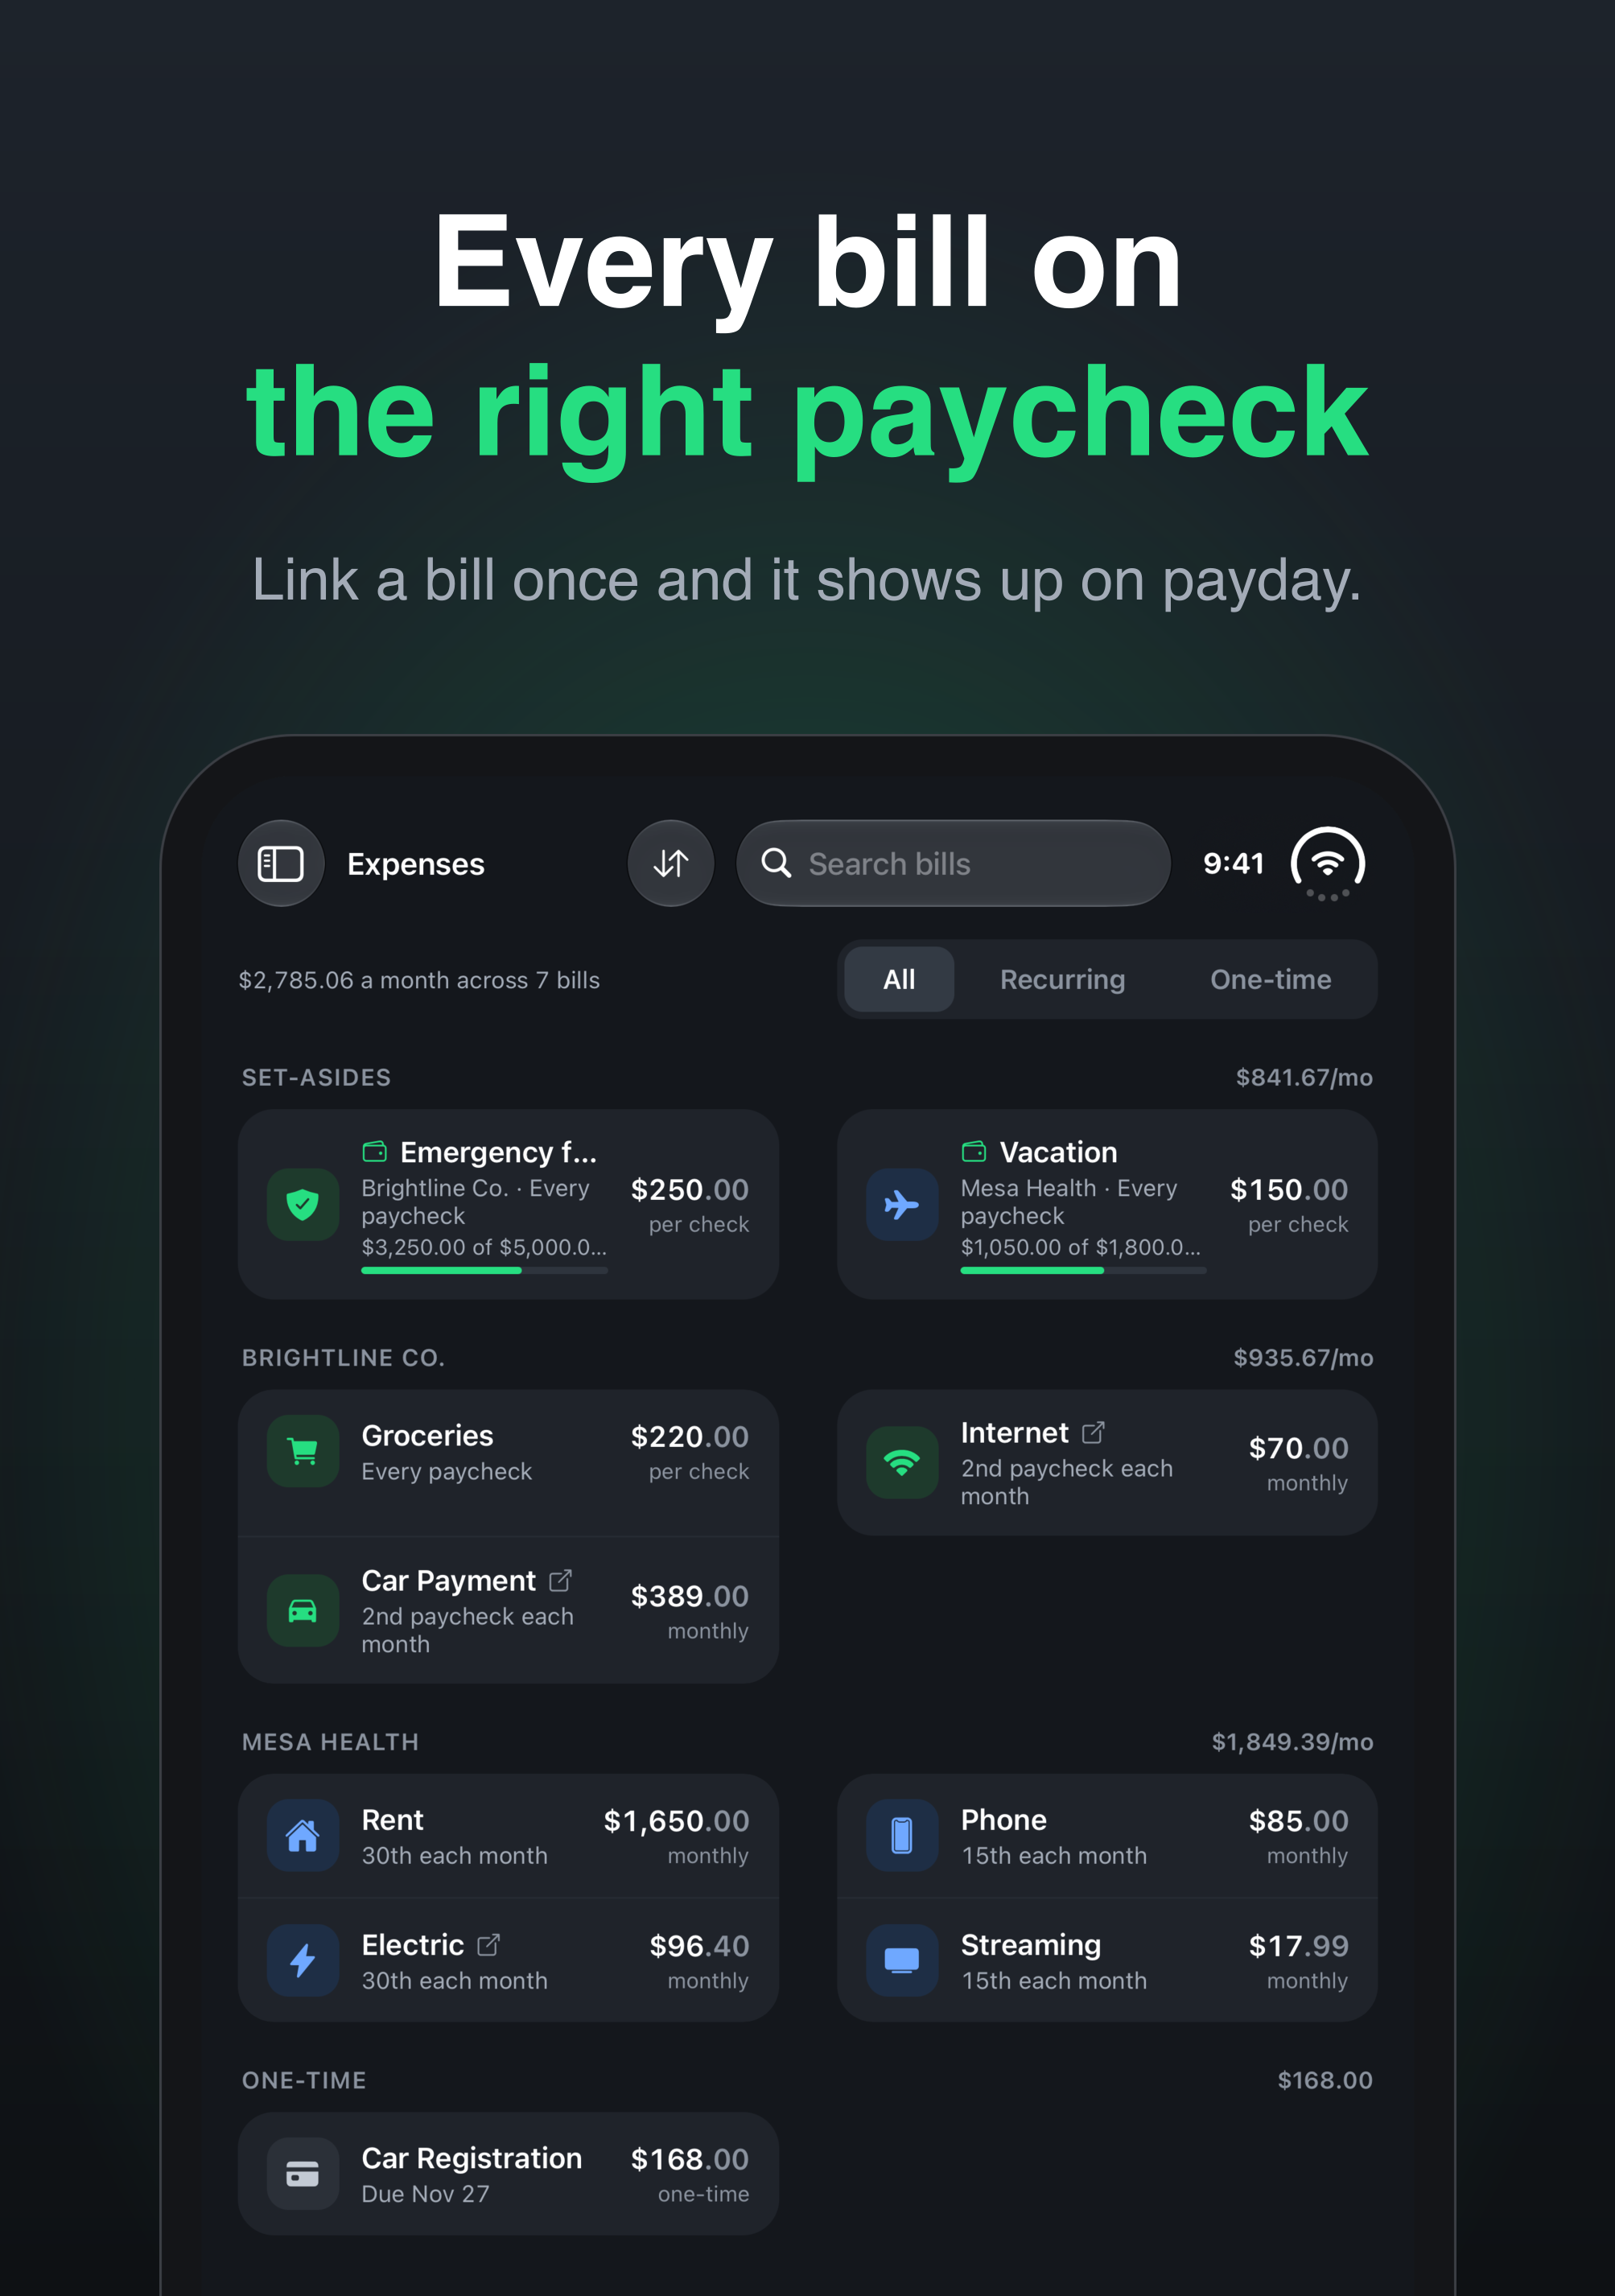 Every bill on
the right paycheck
Link a bill once and it shows up on payday.
Expenses
Search bills
9:41
$2,785.06 a month across 7 bills
All
Recurring
One-time
SET-ASIDES
$841.67/mo
Emergency f...
Brightline Co. · Every
paycheck
$3,250.00 of $5,000.0...
$250.00
per check
Vacation
Mesa Health · Every
paycheck
$1,050.00 of $1,800.0...
$150.00
per check
BRIGHTLINE CO.
$935.67/mo
Groceries
Every paycheck
$220.00
per check
Internet
2nd paycheck each
month
$70.00
monthly
Car Payment
2nd paycheck each
month
$389.00
monthly
MESA HEALTH
$1,849.39/mo
Rent
30th each month
$1,650.00
monthly
Phone
15th each month
$85.00
monthly
Electric
30th each month
$96.40
monthly
Streaming
15th each month
$17.99
monthly
ONE-TIME
$168.00
Car Registration
Due Nov 27
$168.00
one-time